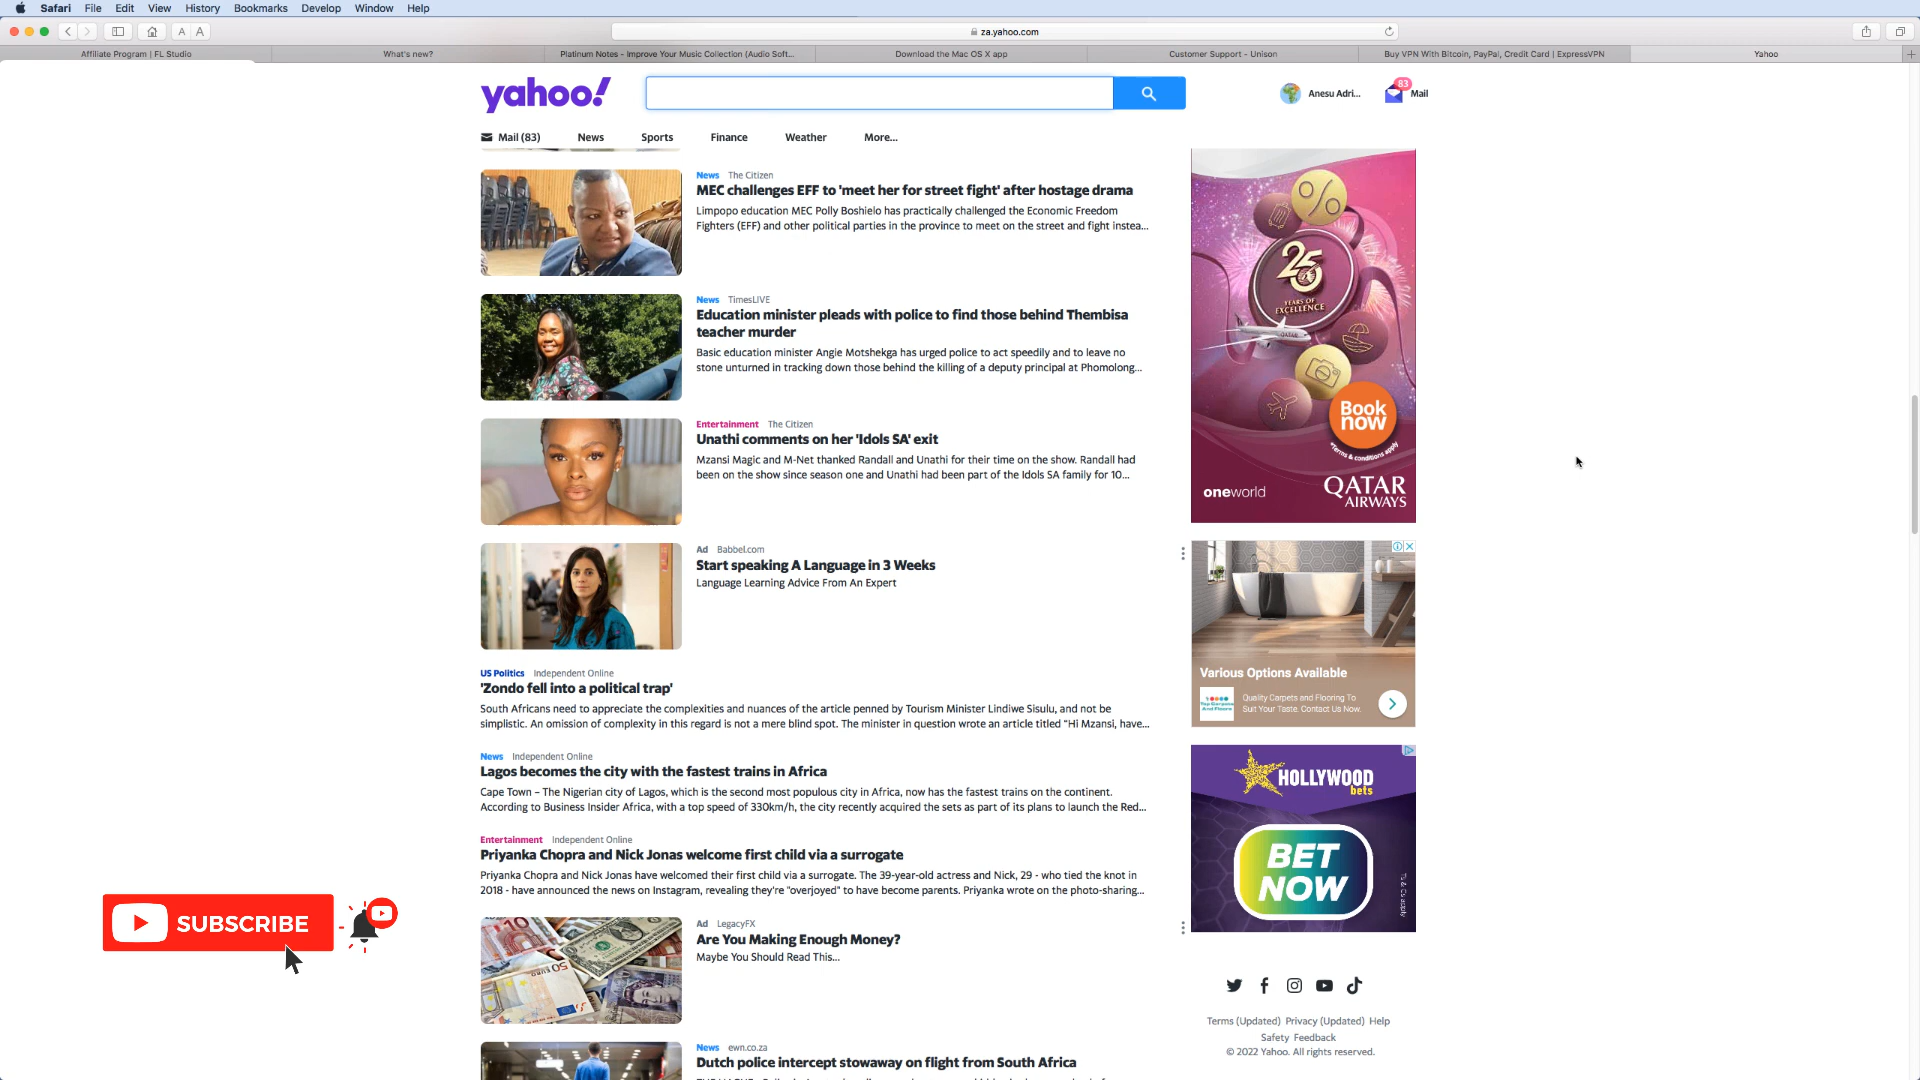 Safari File Edit View History Bookmarks Develop Window Help
A A
za.yahoo.com
Affiliate Program | FL Studio
What's new?
Platinum Notes - Improve Your Music Collection (Audio Soft...
Download the Mac OS X app
Customer Support - Unison
Buy VPN With Bitcoin, PayPal, Credit Card | ExpressVPN
Yahoo
yahoo!
Anesu Adri...
83
Mail
Mail (83) News Sports Finance Weather More...
News The Citizen
MEC challenges EFF to 'meet her for street fight' after hostage drama
Limpopo education MEC Polly Boshielo has practically challenged the Economic Freedom
Fighters (EFF) and other political parties in the province to meet on the street and fight instea...
News TimesLIVE
Education minister pleads with police to find those behind Thembisa
teacher murder
Basic education minister Angie Motshekga has urged police to act speedily and to leave no
stone unturned in tracking down those behind the killing of a deputy principal at Phomolong...
Entertainment The Citizen
Unathi comments on her 'Idols SA' exit
Mzansi Magic and M-Net thanked Randall and Unathi for their time on the show. Randall had
been on the show since season one and Unathi had been part of the Idols SA family for 10...
Ad Babbel.com
Start speaking A Language in 3 Weeks
Language Learning Advice From An Expert
US Politics Independent Online
'Zondo fell into a political trap'
South Africans need to appreciate the complexities and nuances of the article penned by Tourism Minister Lindiwe Sisulu, and not be
simplistic. An omission of complexity in this regard is not a mere blind spot. The minister in question wrote an article titled "Hi Mzansi, have...
News Independent Online
Lagos becomes the city with the fastest trains in Africa
Cape Town – The Nigerian city of Lagos, which is the second most populous city in Africa, now has the fastest trains on the continent.
According to Business Insider Africa, with a top speed of 330km/h, the city recently acquired the sets as part of its plans to launch the Red...
Entertainment Independent Online
Priyanka Chopra and Nick Jonas welcome first child via a surrogate
Priyanka Chopra and Nick Jonas have welcomed their first child via a surrogate. The 39-year-old actress and Nick, 29 - who tied the knot in
2018 - have announced the news on Instagram, revealing they're "overjoyed" to have become parents. Priyanka wrote on the photo-sharing...
Ad LegacyFX
Are You Making Enough Money?
Maybe You Should Read This...
News ewn.co.za
Dutch police intercept stowaway on flight from South Africa
25
YEARS OF
EXCELLENCE
QATAR
Book
now
*Terms & conditions apply
oneworld
QATAR
AIRWAYS
Various Options Available
Quality Carpets and Flooring To
Suit Your Taste. Contact Us Now.
HOLLYWOOD
bets
BET
NOW
Ts & Cs apply
Terms (Updated) Privacy (Updated) Help
Safety Feedback
© 2022 Yahoo. All rights reserved.
SUBSCRIBE